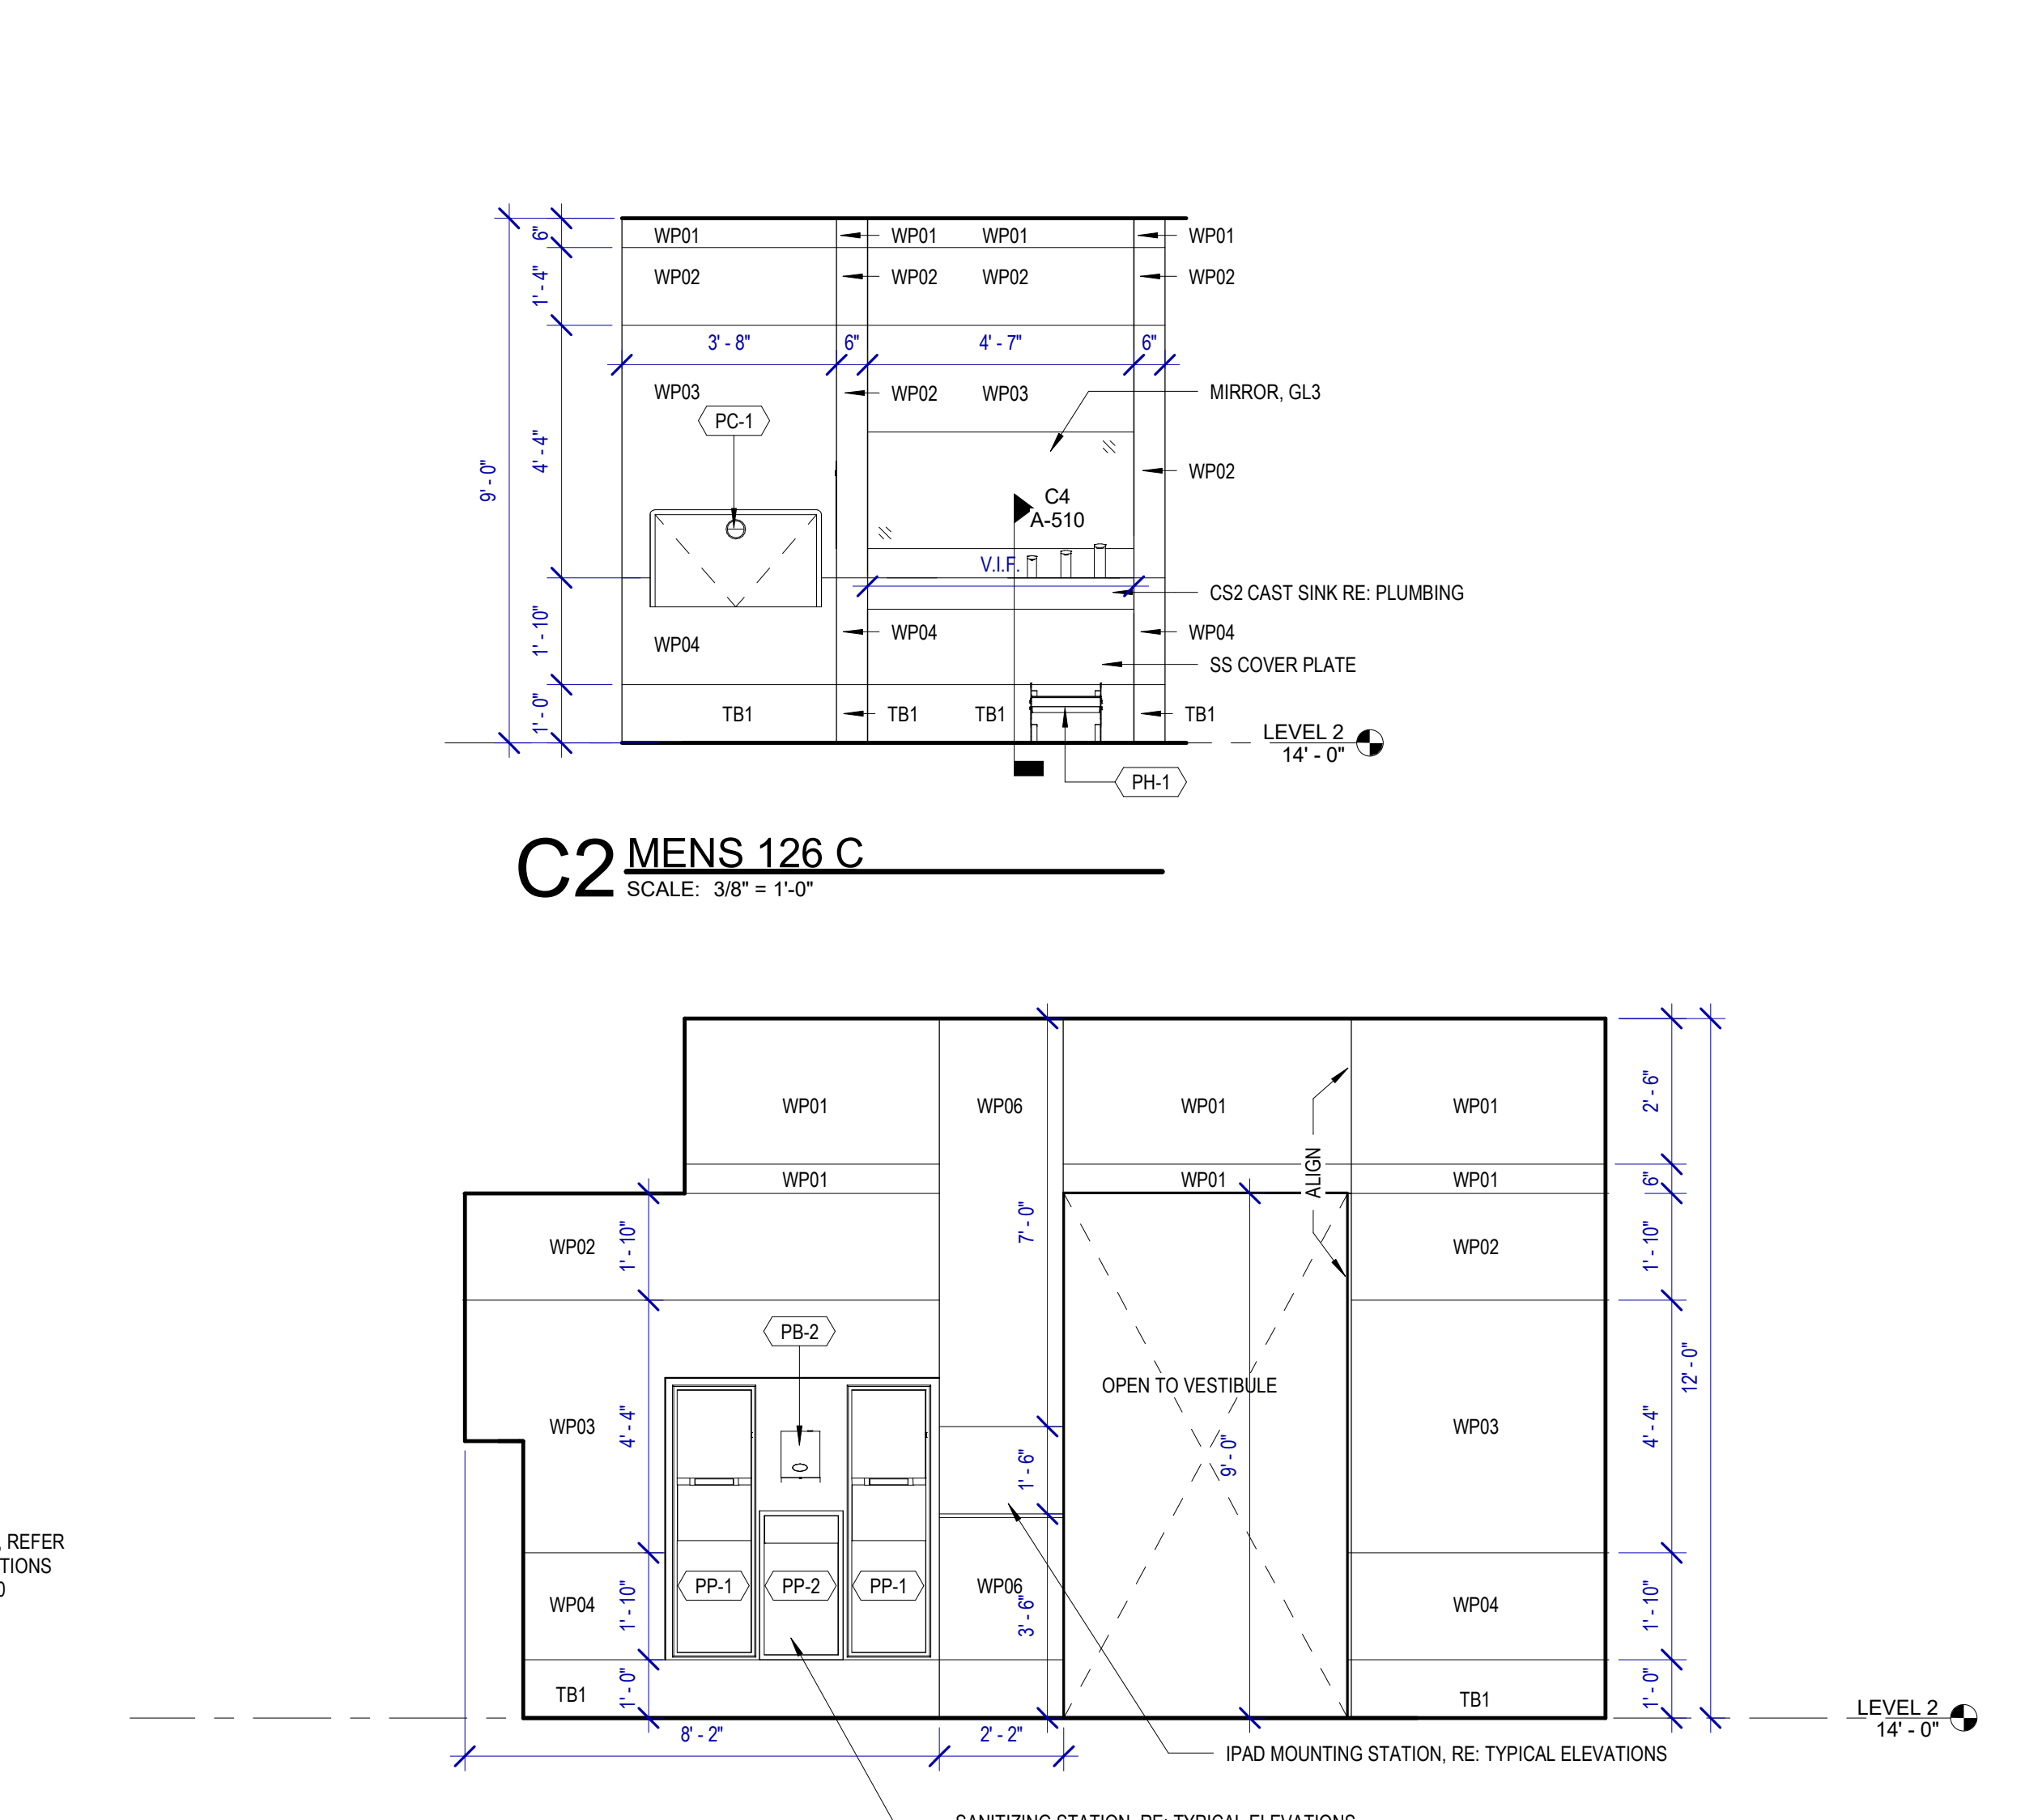 6"
WP01
WP01
WP01
WP01
1' - 4"
WP02
WP02
WP02
WP02
3' - 8"
6"
4' - 7"
6"
WP03
WP02
WP03
MIRROR, GL3
PC-1
9' - 0"
4' - 4"
WP02
C4
A-510
V.I.F.
CS2 CAST SINK RE: PLUMBING
1' - 10"
WP04
WP04
WP04
SS COVER PLATE
1' - 0"
TB1
TB1
TB1
TB1
LEVEL 2
14' - 0"
PH-1
C2
MENS 126 C
SCALE: 3/8" = 1'-0"
WP01
WP06
WP01
WP01
2' - 6"
WP01
WP01
WP01
6"
ALIGN
WP02
1' - 10"
7' - 0"
WP02
1' - 10"
PB-2
12' - 0"
OPEN TO VESTIBULE
WP03
4' - 4"
1' - 6"
9' - 0"
WP03
4' - 4"
, REFER
TIONS
PP-1
PP-2
PP-1
WP06
WP04
1' - 10"
3' - 6"
WP04
1' - 10"
TB1
1' - 0"
TB1
1' - 0"
LEVEL 2
14' - 0"
8' - 2"
2' - 2"
IPAD MOUNTING STATION, RE: TYPICAL ELEVATIONS
SANITIZING STATION, RE: TYPICAL ELEVATIONS